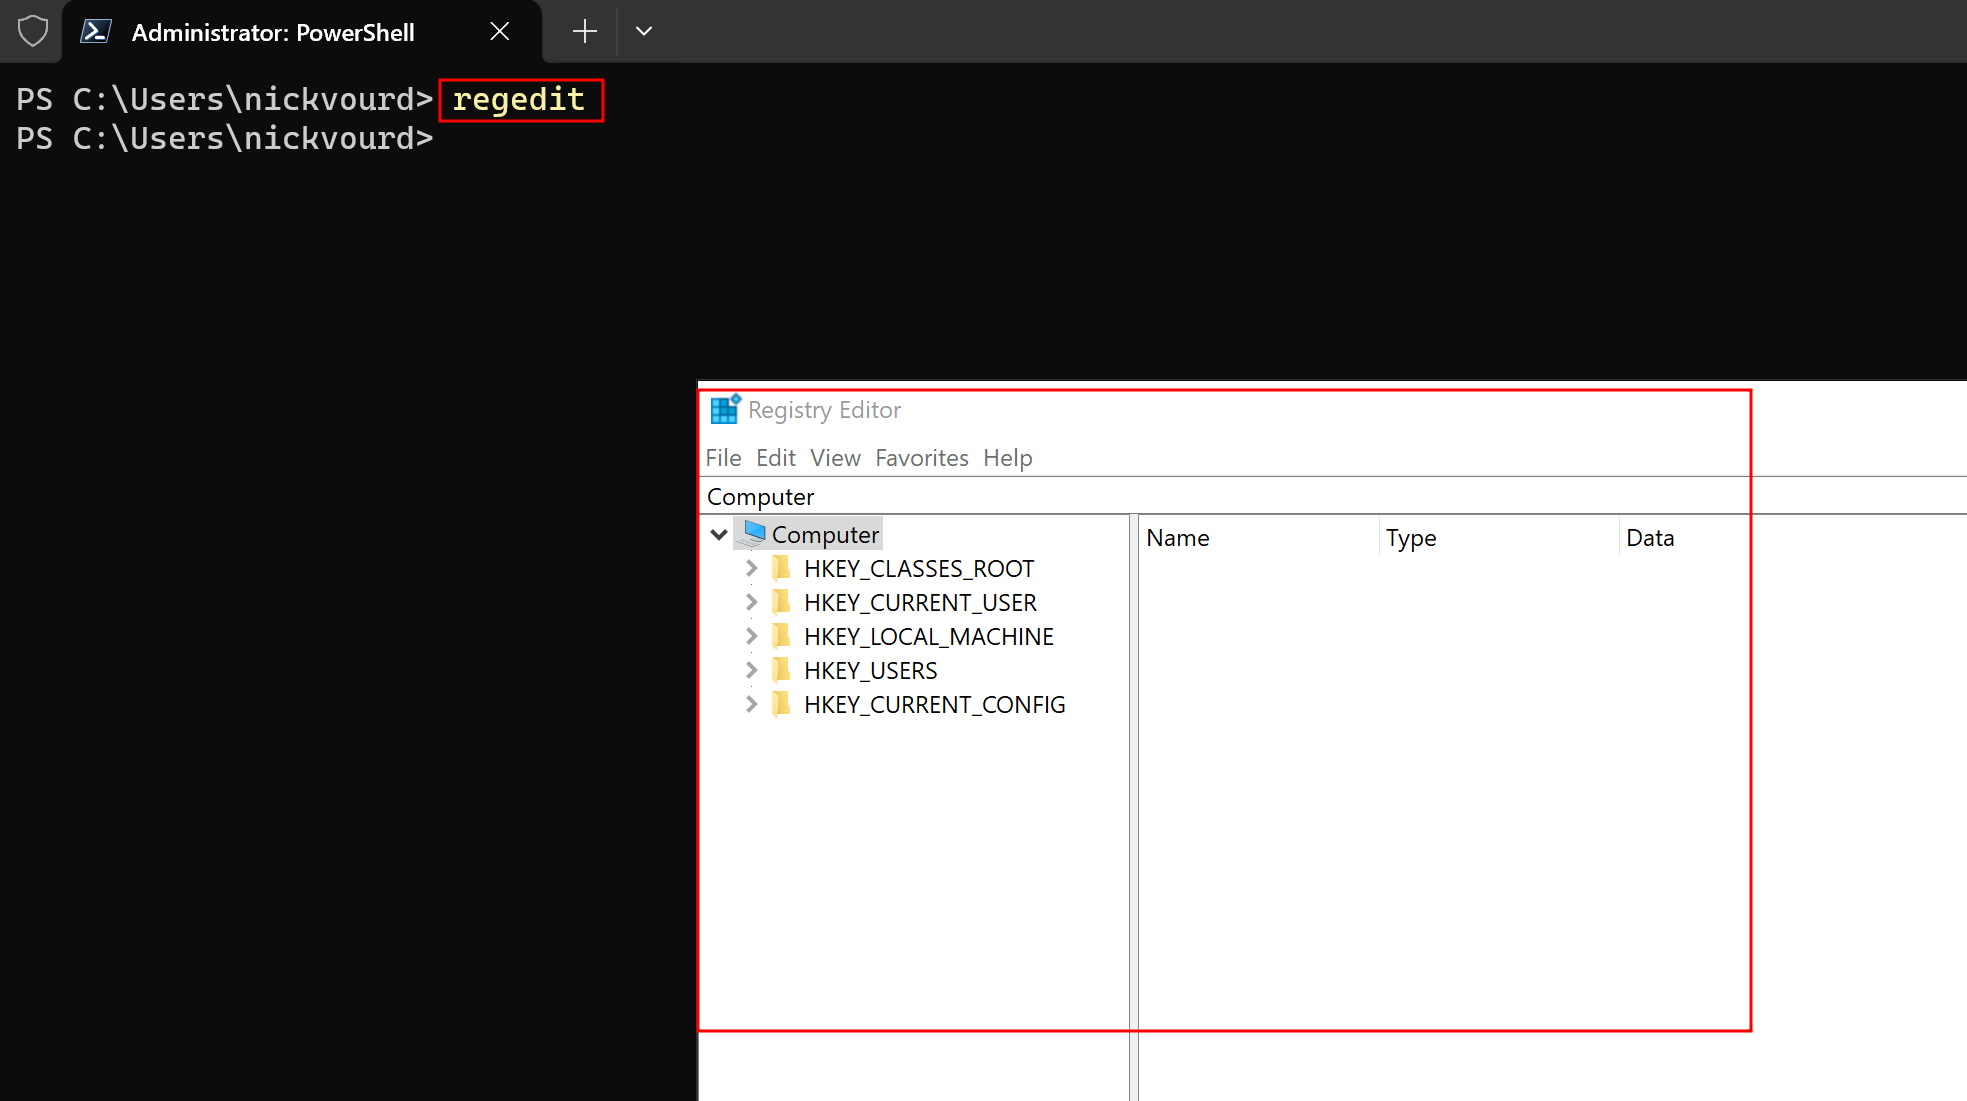 Administrator: PowerShell
PS C:\Users\nickvourd> regedit
PS C:\Users\nickvourd>
Registry Editor
File Edit View Favorites Help
Computer
Computer
HKEY_CLASSES_ROOT
HKEY_CURRENT_USER
HKEY_LOCAL_MACHINE
HKEY_USERS
HKEY_CURRENT_CONFIG
Name Type Data